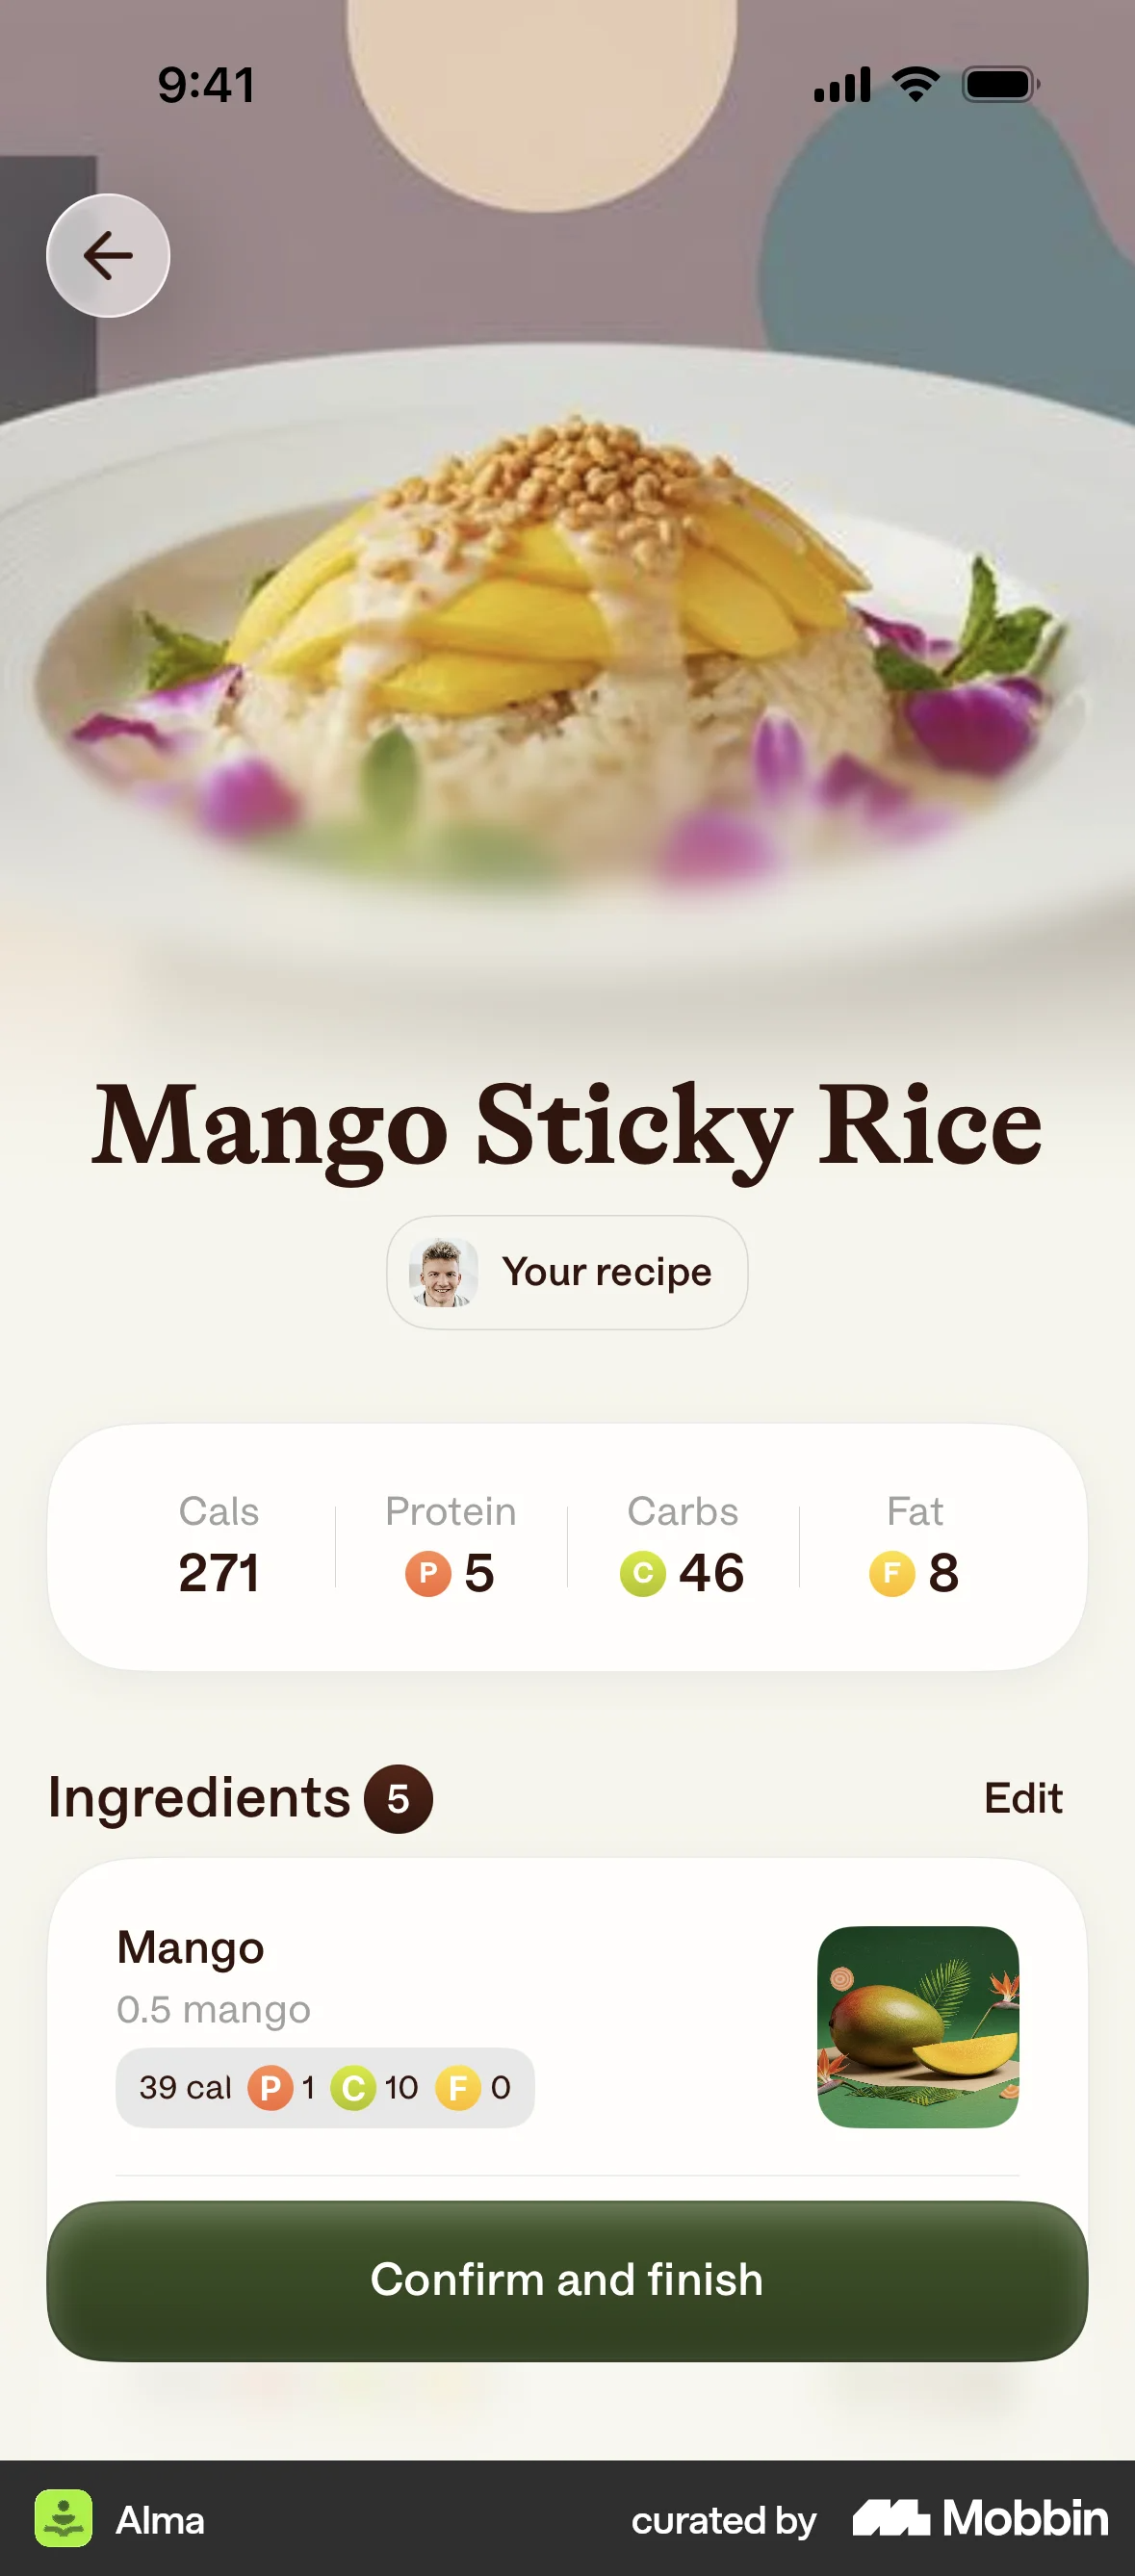 9:41
Mango Sticky Rice
Your recipe
Cals Protein Carbs Fat
271 P 5 C 46 F 8
Ingredients 5 Edit
Mango
0.5 mango
39 cal P 1 C 10 F 0
Confirm and finish
Alma curated by Mobbin